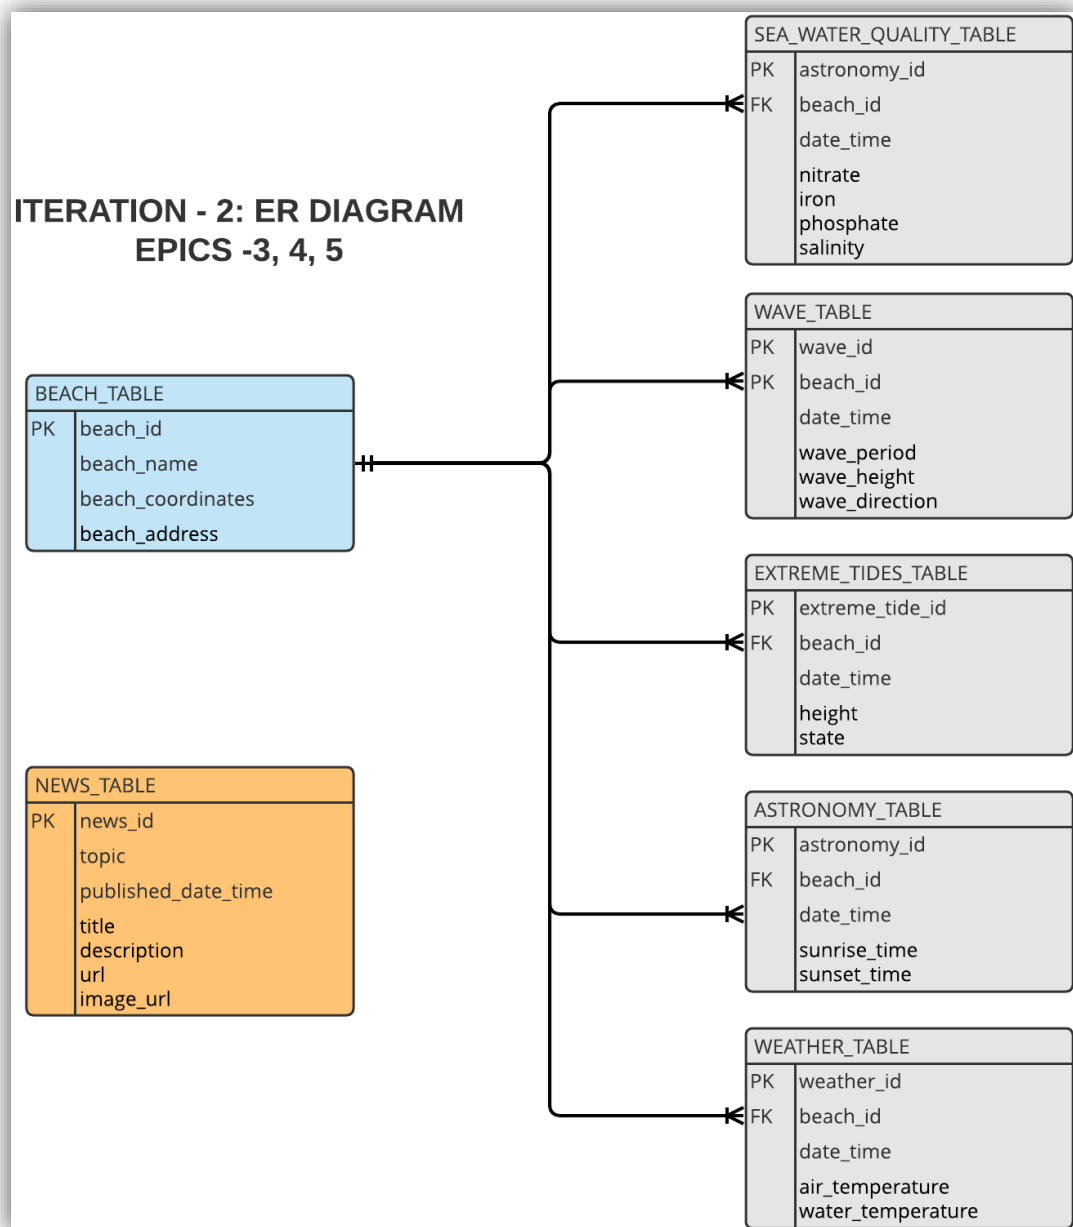 ITERATION - 2: ER DIAGRAM
EPICS -3, 4, 5
BEACH_TABLE
PK beach_id
beach_name
beach_coordinates
beach_address
NEWS_TABLE
PK news_id
topic
published_date_time
title
description
url
image_url
SEA_WATER_QUALITY_TABLE
PK astronomy_id
FK beach_id
date_time
nitrate
iron
phosphate
salinity
WAVE_TABLE
PK wave_id
PK beach_id
date_time
wave_period
wave_height
wave_direction
EXTREME_TIDES_TABLE
PK extreme_tide_id
FK beach_id
date_time
height
state
ASTRONOMY_TABLE
PK astronomy_id
FK beach_id
date_time
sunrise_time
sunset_time
WEATHER_TABLE
PK weather_id
FK beach_id
date_time
air_temperature
water_temperature